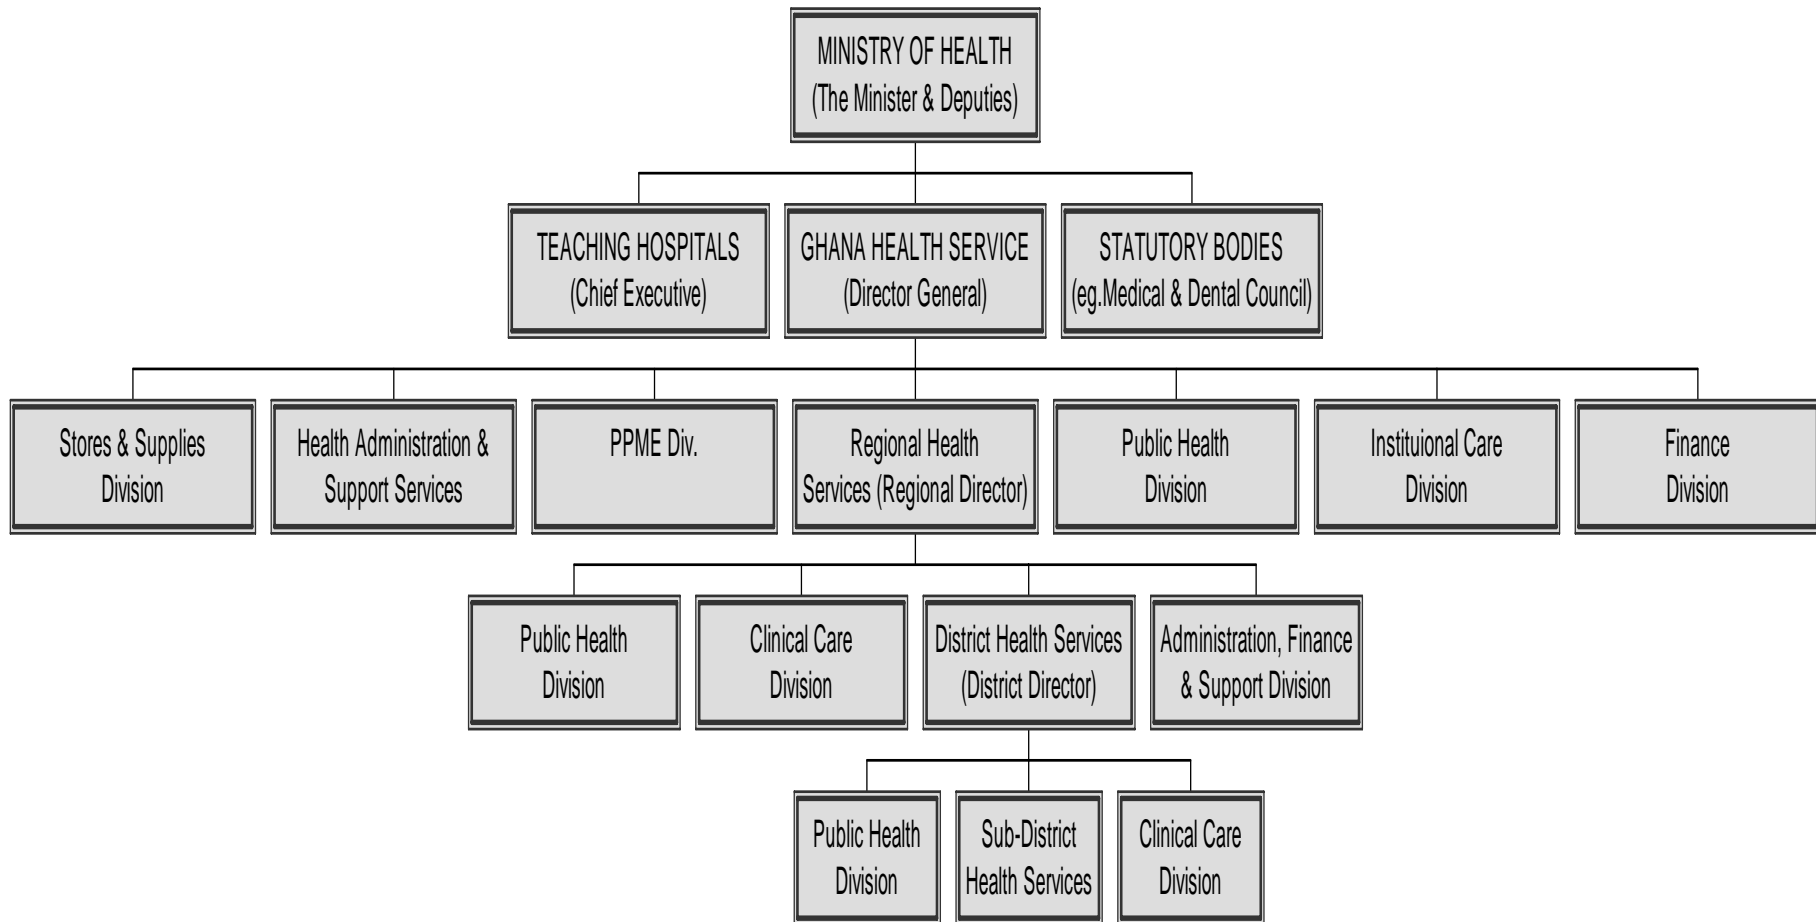 MINISTRY OF HEALTH
(The Minister & Deputies)
TEACHING HOSPITALS
(Chief Executive)
GHANA HEALTH SERVICE
(Director General)
STATUTORY BODIES
(eg.Medical & Dental Council)
Stores & Supplies
Division
Health Administration &
Support Services
PPME Div.
Regional Health
Services (Regional Director)
Public Health
Division
Instituional Care
Division
Finance
Division
Public Health
Division
Clinical Care
Division
District Health Services
(District Director)
Administration, Finance
& Support Division
Public Health
Division
Sub-District
Health Services
Clinical Care
Division